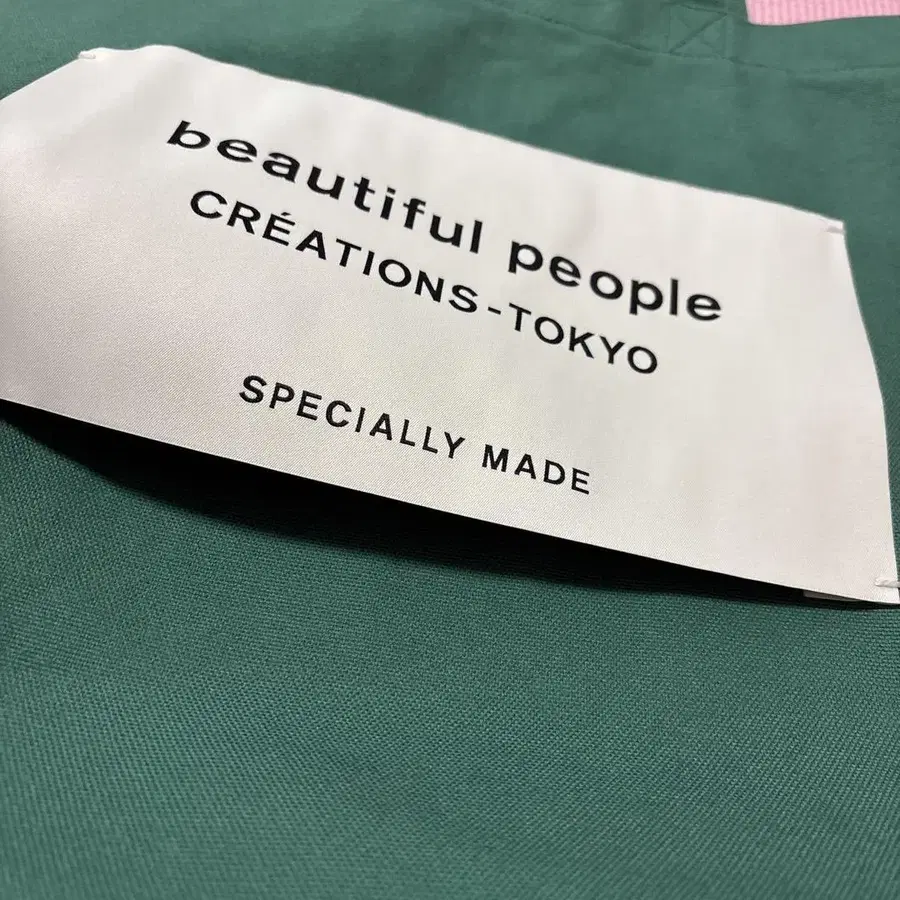 beautiful people
CRÉATIONS-TOKYO
SPECIALLY MADE